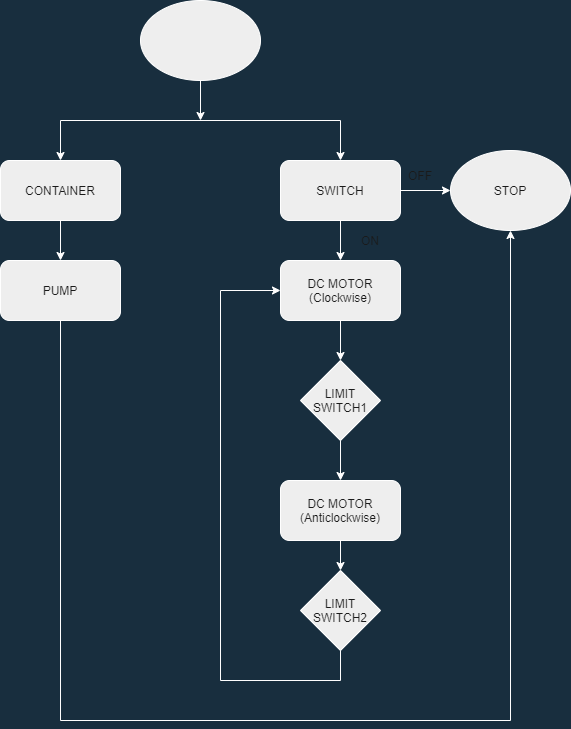 CONTAINER
SWITCH
OFF
STOP
ON
PUMP
DC MOTOR
(Clockwise)
LIMIT
SWITCH1
DC MOTOR
(Anticlockwise)
LIMIT
SWITCH2